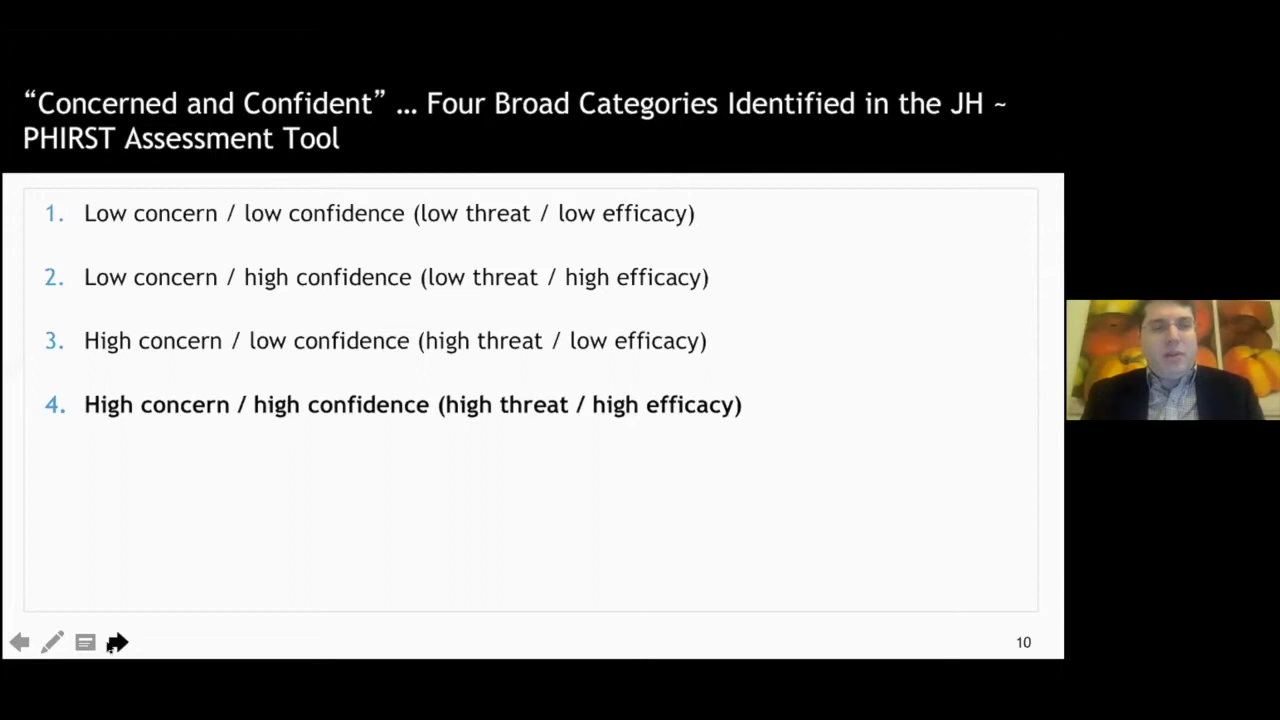 “Concerned and Confident” … Four Broad Categories Identified in the JH ~
PHIRST Assessment Tool
1. Low concern / low confidence (low threat / low efficacy)
2. Low concern / high confidence (low threat / high efficacy)
3. High concern / low confidence (high threat / low efficacy)
4. High concern / high confidence (high threat / high efficacy)
10